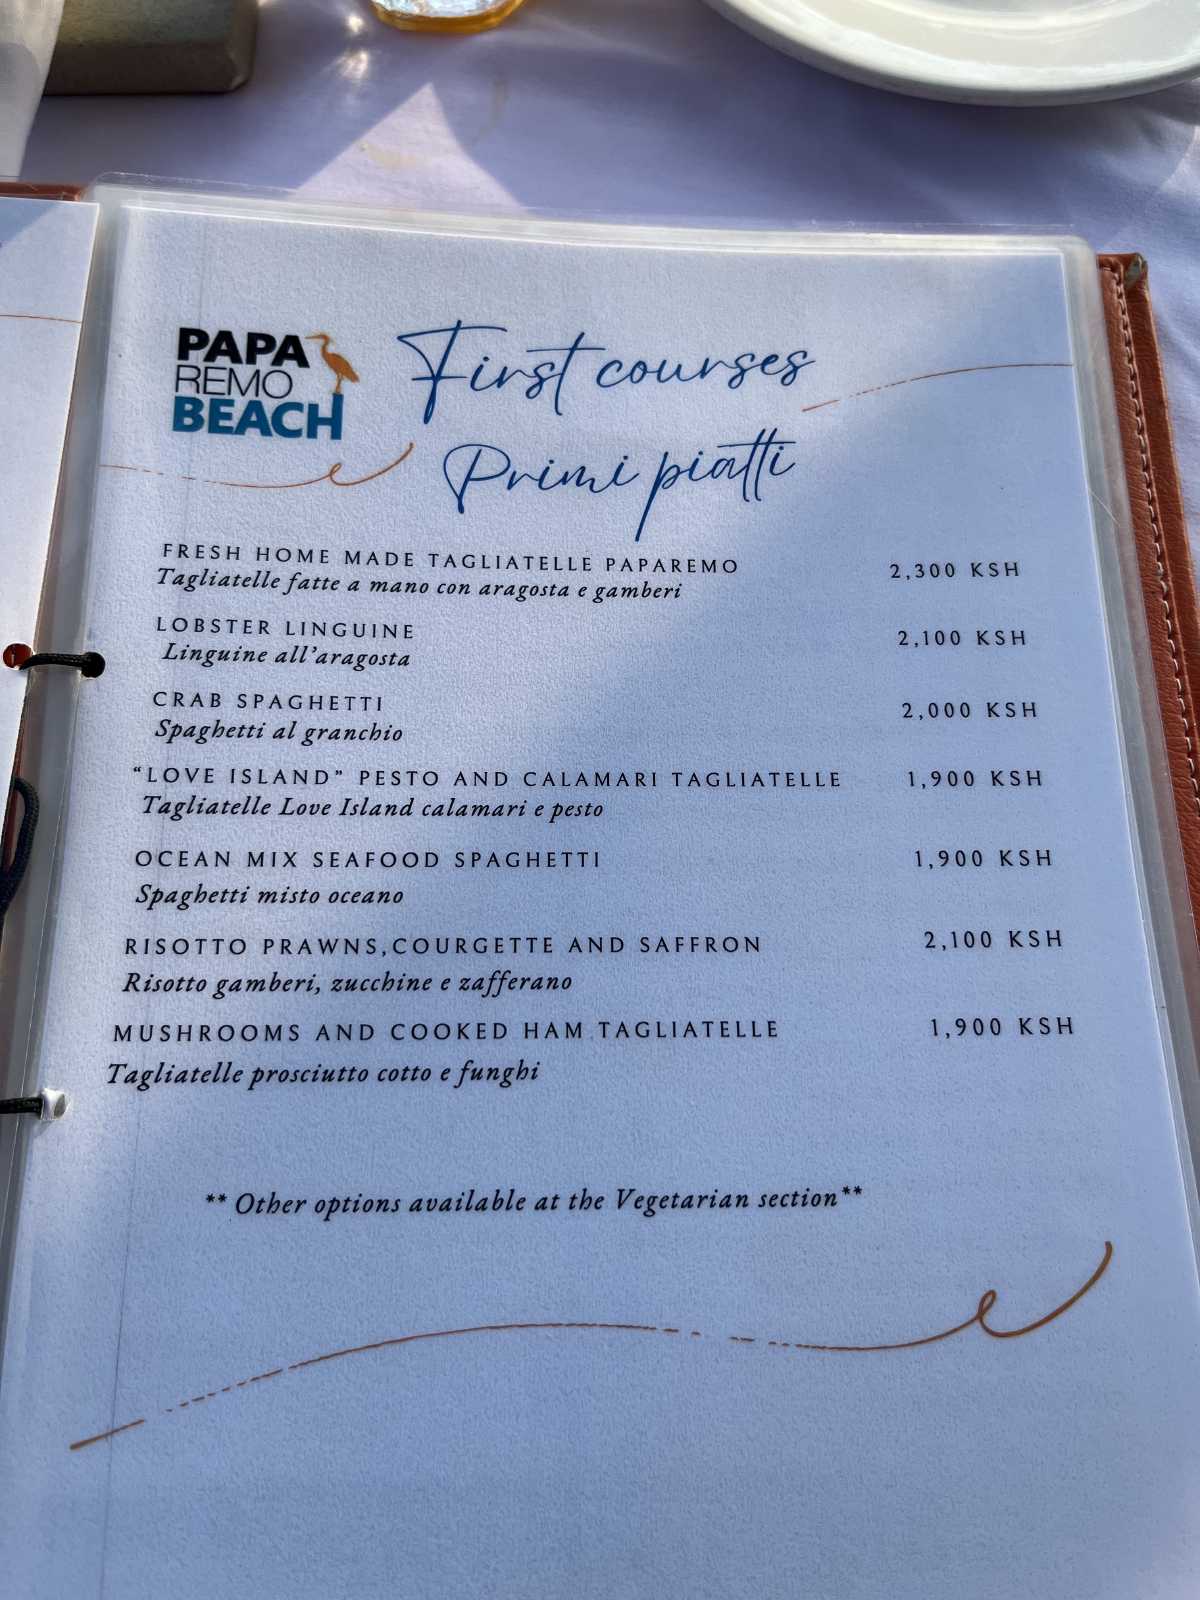 PAPA
REMO
BEACH
First courses
Primi piatti
FRESH HOME MADE TAGLIATELLE PAPAREMO 2,300 KSH
Tagliatelle fatte a mano con aragosta e gamberi
LOBSTER LINGUINE 2,100 KSH
Linguine all'aragosta
CRAB SPAGHETTI 2,000 KSH
Spaghetti al granchio
"LOVE ISLAND" PESTO AND CALAMARI TAGLIATELLE 1,900 KSH
Tagliatelle Love Island calamari e pesto
OCEAN MIX SEAFOOD SPAGHETTI 1,900 KSH
Spaghetti misto oceano
RISOTTO PRAWNS,COURGETTE AND SAFFRON 2,100 KSH
Risotto gamberi, zucchine e zafferano
MUSHROOMS AND COOKED HAM TAGLIATELLE 1,900 KSH
Tagliatelle prosciutto cotto e funghi
** Other options available at the Vegetarian section**